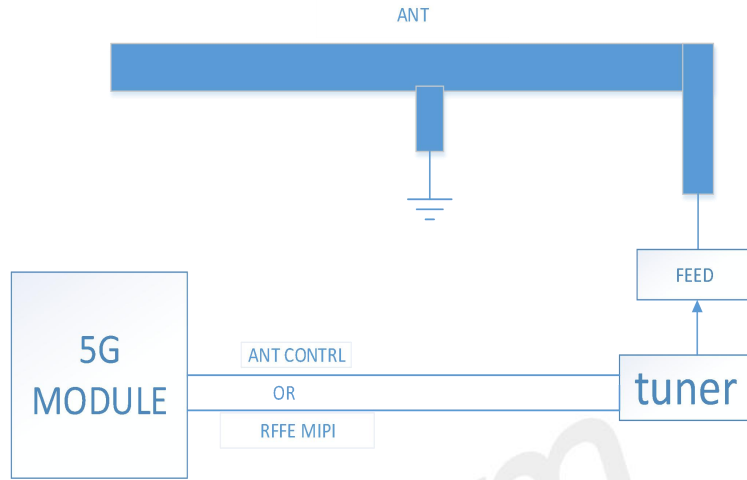 ANT
FEED
5G
MODULE
ANT CONTRL
OR
RFFE MIPI
tuner